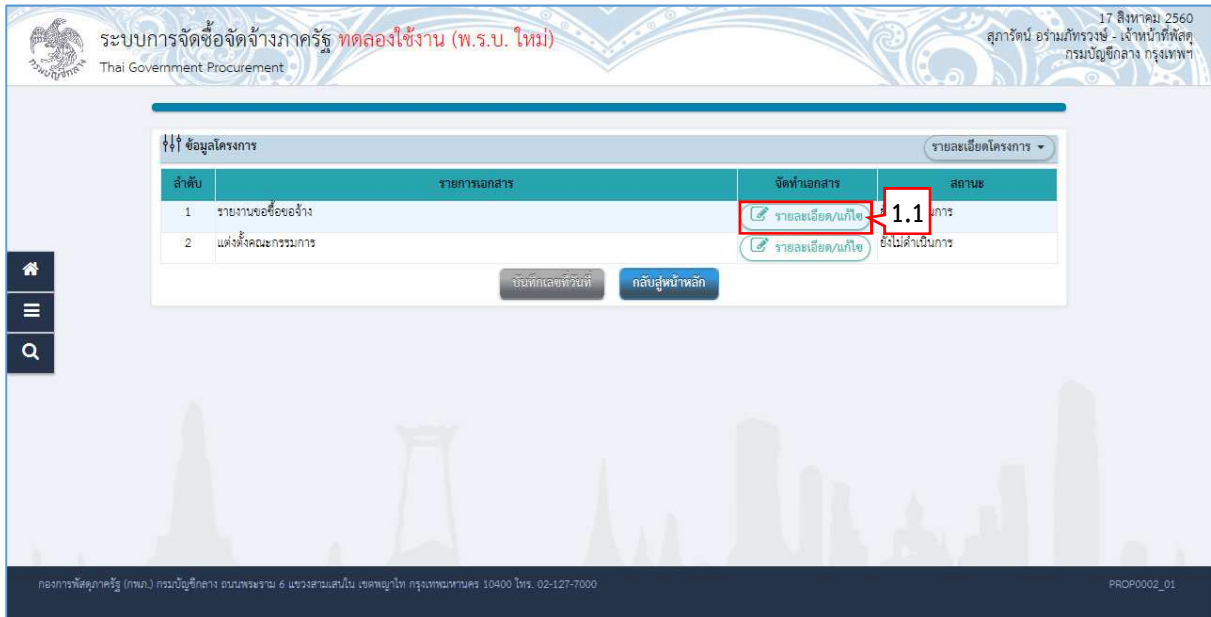 17 สิงหาคม 2560
ระบบการจัดซื้อจัดจ้างภาครัฐ ทดลองใช้งาน (พ.ร.บ. ใหม่)
สุภารัตน์ อร่ามภัทรวงษ์ - เจ้าหน้าที่พัสดุ
Thai Government Procurement
กรมบัญชีกลาง กรุงเทพฯ
กรมบัญชีกลาง
ข้อมูลโครงการ รายละเอียดโครงการ
ลำดับ รายการเอกสาร จัดทำเอกสาร สถานะ
1 รายงานขอซื้อขอจ้าง รายละเอียด/แก้ไข 1.1
2 แต่งตั้งคณะกรรมการ รายละเอียด/แก้ไข ยังไม่ดำเนินการ
บันทึกเลขที่วันที่ กลับสู่หน้าหลัก
กองการพัสดุภาครัฐ (กพภ.) กรมบัญชีกลาง ถนนพระราม 6 แขวงสามเสนใน เขตพญาไท กรุงเทพมหานคร 10400 โทร. 02-127-7000 PROP0002_01